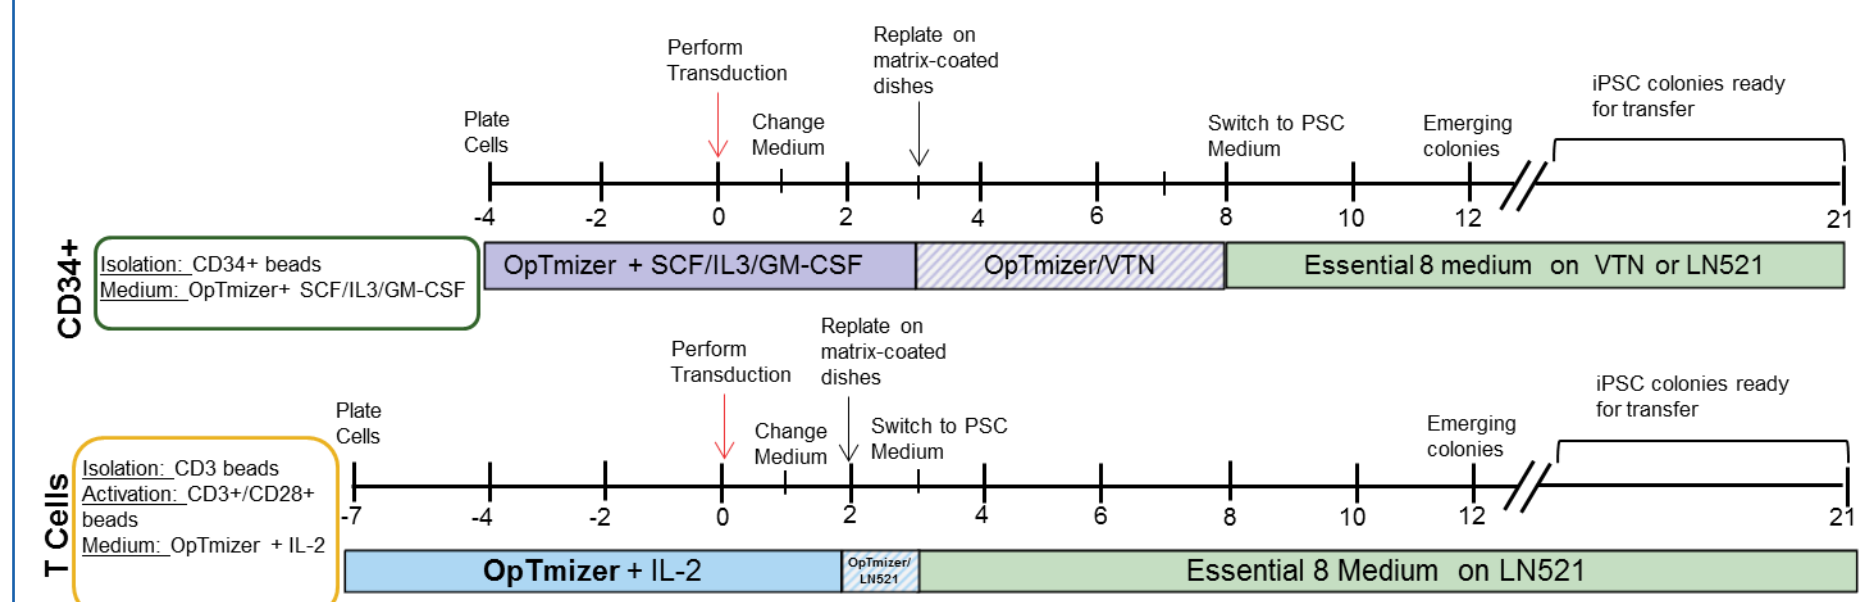 Perform
Transduction
Replate on
matrix-coated
dishes
iPSC colonies ready
for transfer
Plate
Cells
Change
Medium
Switch to PSC
Medium
Emerging
colonies
-4
-2
0
2
4
6
8
10
12
21
CD34+
Isolation: CD34+ beads
Medium: OpTmizer+ SCF/IL3/GM-CSF
OpTmizer + SCF/IL3/GM-CSF
OpTmizer/VTN
Essential 8 medium on VTN or LN521
Perform
Transduction
Replate on
matrix-coated
dishes
iPSC colonies ready
for transfer
Plate
Cells
Change
Medium
Switch to PSC
Medium
Emerging
colonies
T Cells
Isolation: CD3 beads
Activation: CD3+/CD28+
beads
Medium: OpTmizer + IL-2
-7
-4
-2
0
2
4
6
8
10
12
21
OpTmizer + IL-2
OpTmizer/
LN521
Essential 8 Medium on LN521